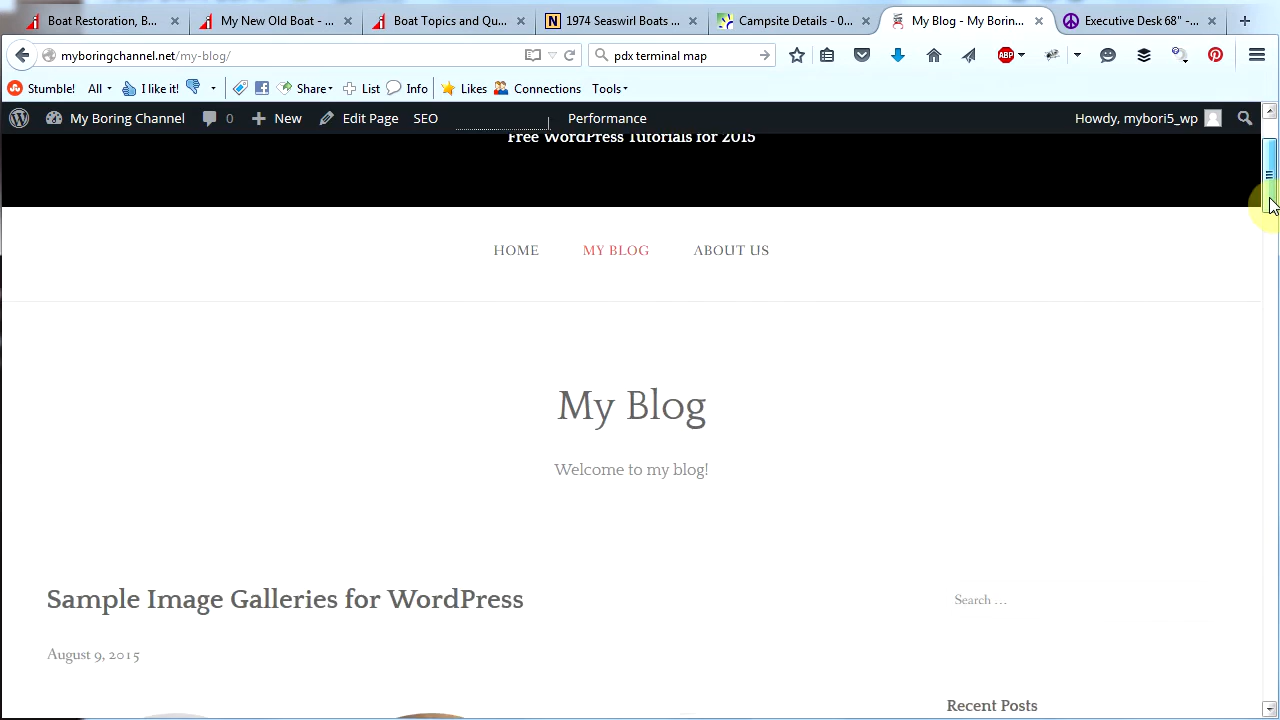 Boat Restoration, B...
My New Old Boat - ...
Boat Topics and Qu...
1974 Seaswirl Boats ...
Campsite Details - 0...
My Blog - My Borin...
Executive Desk 68" -...
myboringchannel.net/my-blog/
pdx terminal map
ABP
Stumble!
All
I like it!
Share
List
Info
Likes
Connections
Tools
My Boring Channel
0
New
Edit Page
SEO
Performance
Howdy, mybori5_wp
Free WordPress Tutorials for 2015
HOME
MY BLOG
ABOUT US
My Blog
Welcome to my blog!
Sample Image Galleries for WordPress
Search ...
August 9, 2015
Recent Posts